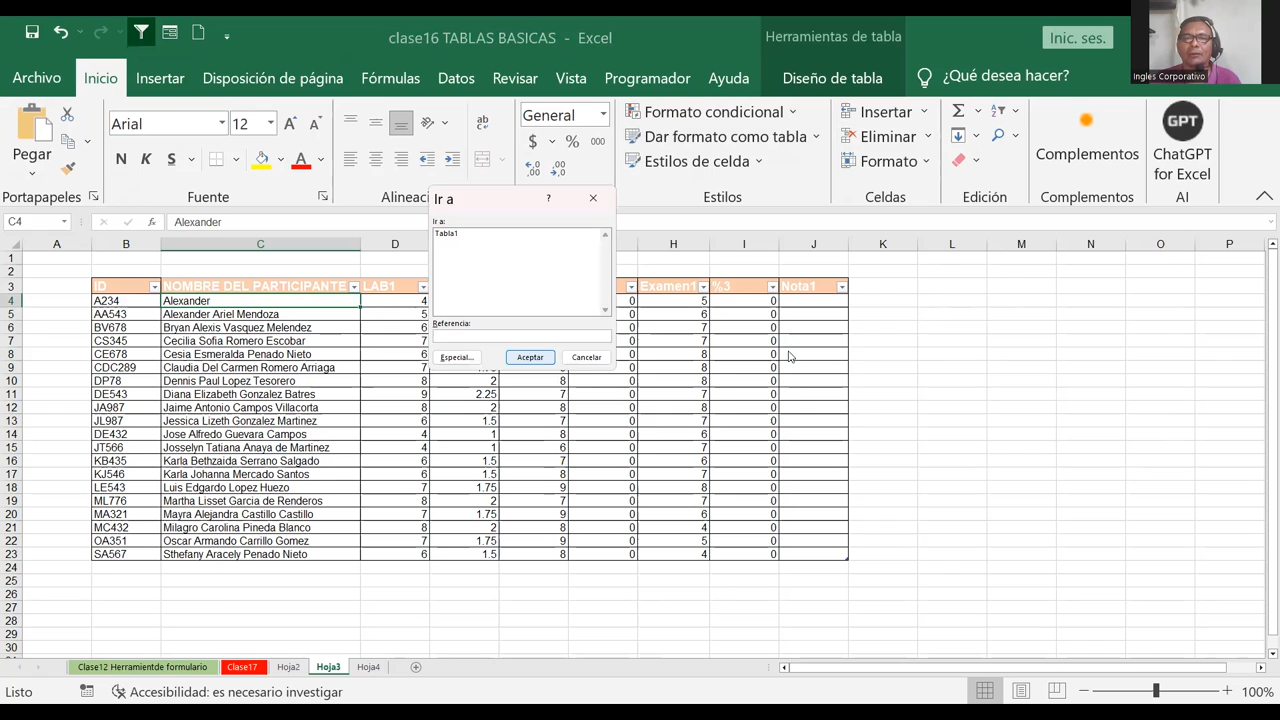 clase16 TABLAS BASICAS - Excel
Herramientas de tabla
Inic. ses.
Ingles Corporativo
Archivo Inicio Insertar Disposición de página Fórmulas Datos Revisar Vista Programador Ayuda Diseño de tabla ¿Qué desea hacer?
Pegar
Arial 12
N K S
General
$ % 000
Formato condicional
Dar formato como tabla
Estilos de celda
Insertar
Eliminar
Formato
Complementos
GPT
ChatGPT
for Excel
Portapapeles Fuente Alineac Estilos Celdas Complementos AI
C4 Alexander
A B C D H I J K L M N O P
1
2
3 ID NOMBRE DEL PARTICIPANTE LAB1 Examen1 %3 Nota1
4 A234 Alexander 4 0 5 0
5 AA543 Alexander Ariel Mendoza 5 0 6 0
6 BV678 Bryan Alexis Vasquez Melendez 6 0 7 0
7 CS345 Cecilia Sofia Romero Escobar 7 0 7 0
8 CE678 Cesia Esmeralda Penado Nieto 6 0 8 0
9 CDC289 Claudia Del Carmen Romero Arriaga 7 0 8 0
10 DP78 Dennis Paul Lopez Tesorero 8 2 8 0 8 0
11 DE543 Diana Elizabeth Gonzalez Batres 9 2.25 7 0 7 0
12 JA987 Jaime Antonio Campos Villacorta 8 2 8 0 8 0
13 JL987 Jessica Lizeth Gonzalez Martinez 6 1.5 7 0 7 0
14 DE432 Jose Alfredo Guevara Campos 4 1 8 0 6 0
15 JT566 Josselyn Tatiana Anaya de Martinez 4 1 6 0 7 0
16 KB435 Karla Bethzaida Serrano Salgado 6 1.5 7 0 6 0
17 KJ546 Karla Johanna Mercado Santos 6 1.5 8 0 7 0
18 LE543 Luis Edgardo Lopez Huezo 7 1.75 9 0 8 0
19 ML776 Martha Lisset Garcia de Renderos 8 2 7 0 7 0
20 MA321 Mayra Alejandra Castillo Castillo 7 1.75 9 0 6 0
21 MC432 Milagro Carolina Pineda Blanco 8 2 8 0 4 0
22 OA351 Oscar Armando Carrillo Gomez 7 1.75 9 0 5 0
23 SA567 Sthefany Aracely Penado Nieto 6 1.5 8 0 4 0
24
25
26
27
28
29
30
Ir a
Ir a:
Tabla1
Referencia:
Especial... Aceptar Cancelar
Clase12 Herramientde formulario Clase17 Hoja2 Hoja3 Hoja4
Listo Accesibilidad: es necesario investigar 100%